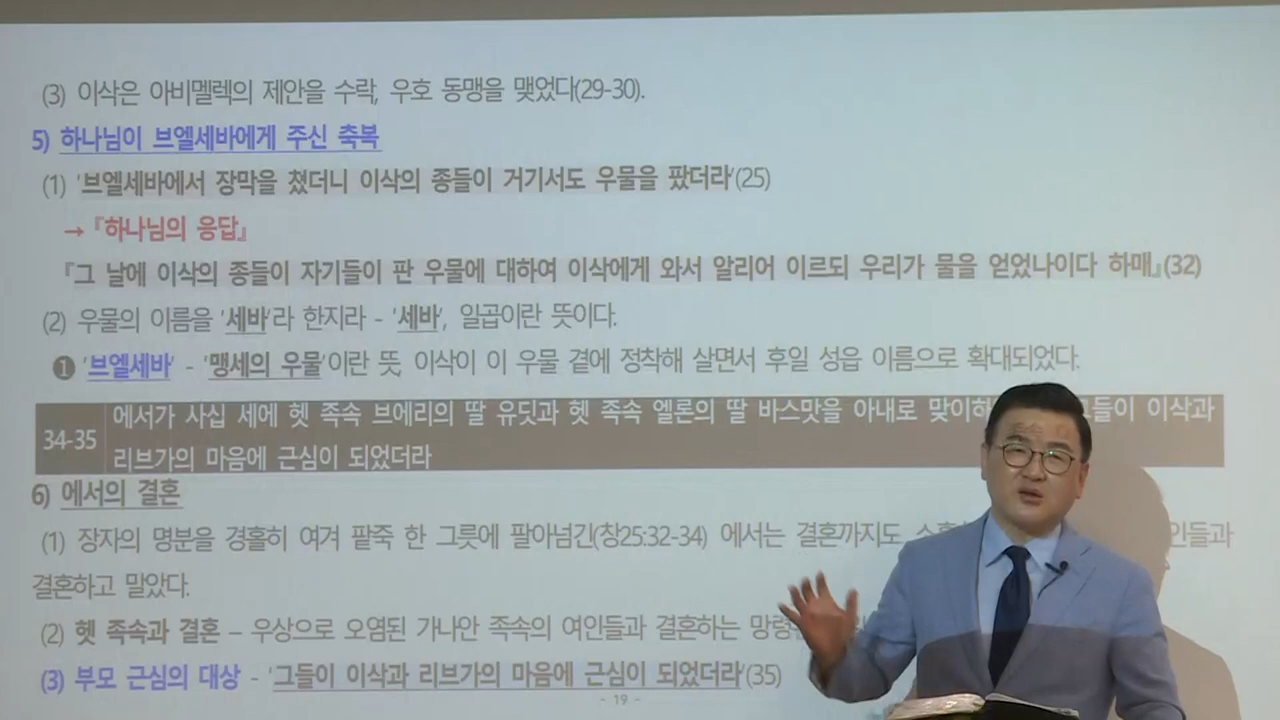 (3) 이삭은 아비멜렉의 제안을 수락, 우호 동맹을 맺었다(29-30).
5) 하나님이 브엘세바에게 주신 축복
(1) '브엘세바에서 장막을 쳤더니 이삭의 종들이 거기서도 우물을 팠더라'(25)
→ 『하나님의 응답』
『그 날에 이삭의 종들이 자기들이 판 우물에 대하여 이삭에게 와서 알리어 이르되 우리가 물을 얻었나이다 하매』(32)
(2) 우물의 이름을 '세바'라 한지라 - '세바', 일곱이란 뜻이다.
❶ '브엘세바' - '맹세의 우물'이란 뜻, 이삭이 이 우물 곁에 정착해 살면서 후일 성읍 이름으로 확대되었다.
34-35 에서가 사십 세에 헷 족속 브에리의 딸 유딧과 헷 족속 엘론의 딸 바스맛을 아내로 맞이하 이삭과
리브가의 마음에 근심이 되었더라
6) 에서의 결혼
(1) 장자의 명분을 경홀히 여겨 팥죽 한 그릇에 팔아넘긴(창25:32-34) 에서는 결혼까지도
결혼하고 말았다.
(2) 헷 족속과 결혼 – 우상으로 오염된 가나안 족속의 여인들과 결혼하는
(3) 부모 근심의 대상 - '그들이 이삭과 리브가의 마음에 근심이 되었더라'(35)
- 19 -